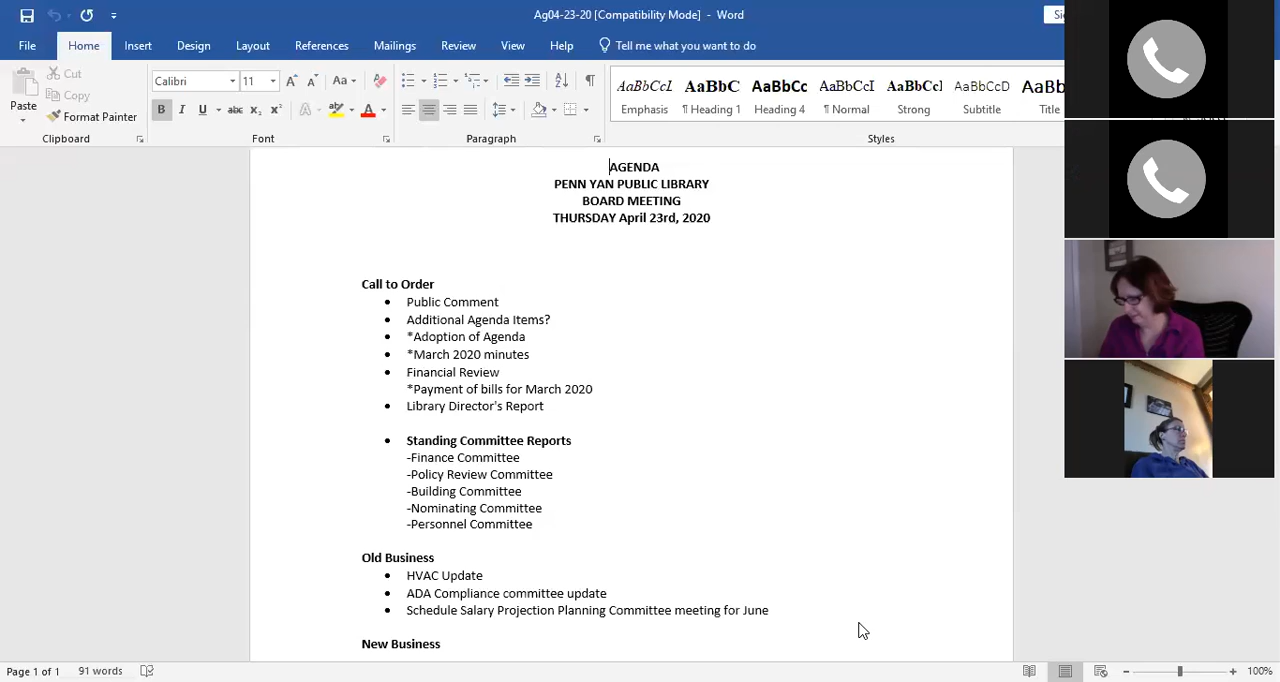 Ag04-23-20 [Compatibility Mode] - Word
File Home Insert Design Layout References Mailings Review View Help Tell me what you want to do
Paste
Cut
Copy
Format Painter
Clipboard
Calibri 11
Aa
B I U abc X₂ X²
Font
Paragraph
AaBbCcI AaBbC AaBbCc AaBbCcI AaBbCcI AaBbCcD AaBb
Emphasis ¶ Heading 1 Heading 4 ¶ Normal Strong Subtitle Title
Styles
AGENDA
PENN YAN PUBLIC LIBRARY
BOARD MEETING
THURSDAY April 23rd, 2020
Call to Order
• Public Comment
• Additional Agenda Items?
• *Adoption of Agenda
• *March 2020 minutes
• Financial Review
*Payment of bills for March 2020
• Library Director's Report
• Standing Committee Reports
-Finance Committee
-Policy Review Committee
-Building Committee
-Nominating Committee
-Personnel Committee
Old Business
• HVAC Update
• ADA Compliance committee update
• Schedule Salary Projection Planning Committee meeting for June
New Business
Page 1 of 1 91 words 100%